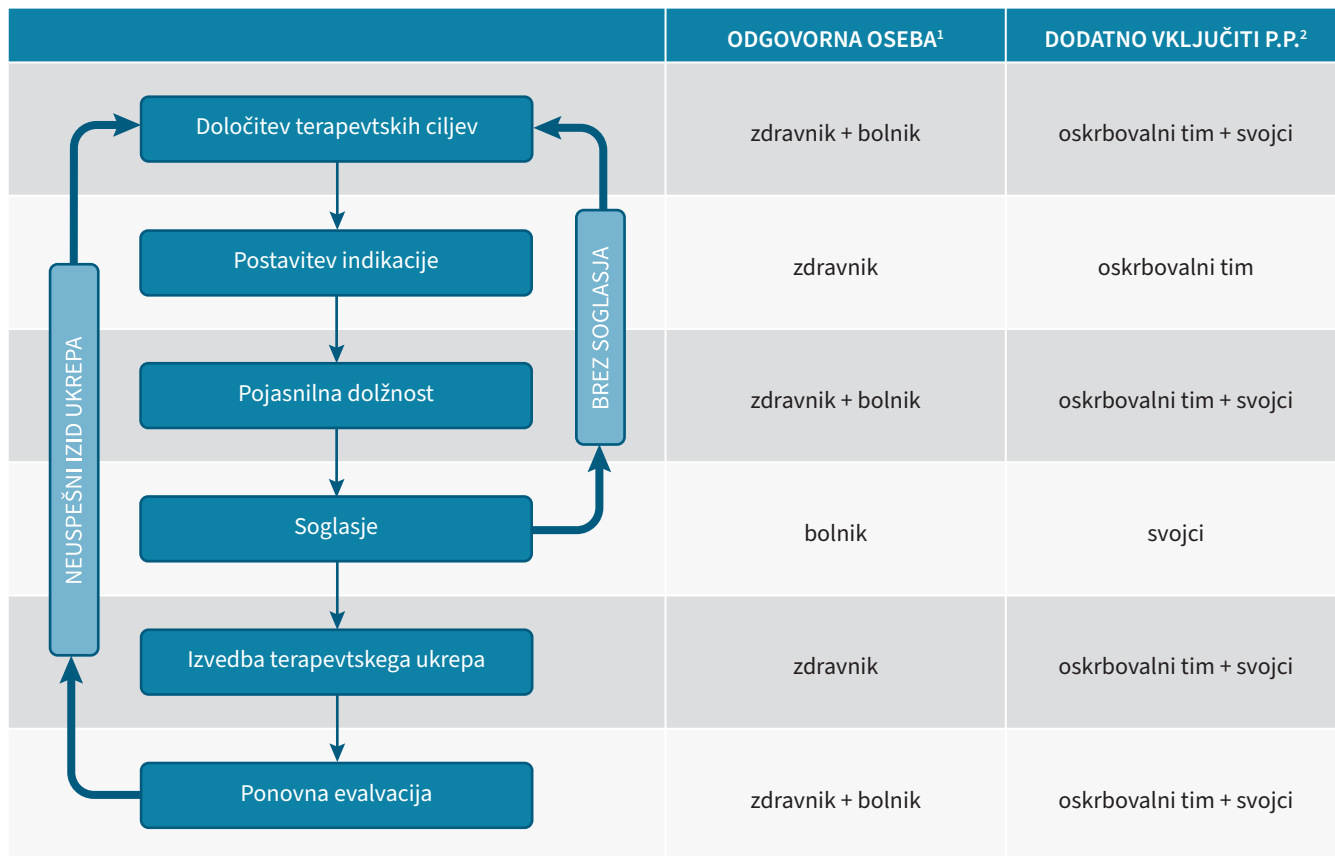 ODGOVORNA OSEBA¹
DODATNO VKLJUČITI P.P.²
Določitev terapevtskih ciljev
zdravnik + bolnik
oskrbovalni tim + svojci
Postavitev indikacije
zdravnik
oskrbovalni tim
Pojasnilna dolžnost
zdravnik + bolnik
oskrbovalni tim + svojci
Soglasje
bolnik
svojci
Izvedba terapevtskega ukrepa
zdravnik
oskrbovalni tim + svojci
Ponovna evalvacija
zdravnik + bolnik
oskrbovalni tim + svojci
NEUSPEŠNI IZID UKREPA
BREZ SOGLASJA